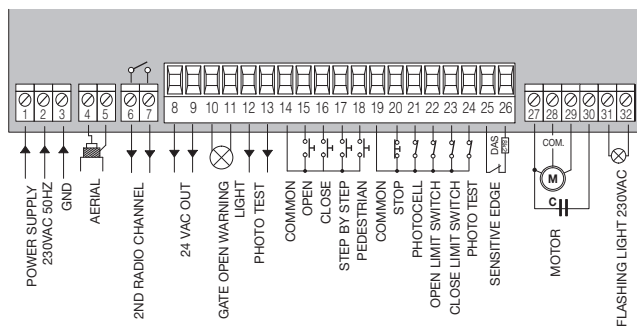 1 2 3 4 5 6 7 8 9 10 11 12 13 14 15 16 17 18 19 20 21 22 23 24 25 26 27 28 29 30 31 32
POWER SUPPLY
230VAC 50HZ
GND
AERIAL
2ND RADIO CHANNEL
24 VAC OUT
GATE OPEN WARNING
LIGHT
PHOTO TEST
COMMON
OPEN
CLOSE
STEP BY STEP
PEDESTRIAN
COMMON
STOP
PHOTOCELL
OPEN LIMIT SWITCH
CLOSE LIMIT SWITCH
PHOTO TEST
SENSITIVE EDGE
DAS
COM.
M
C
MOTOR
FLASHING LIGHT 230VAC